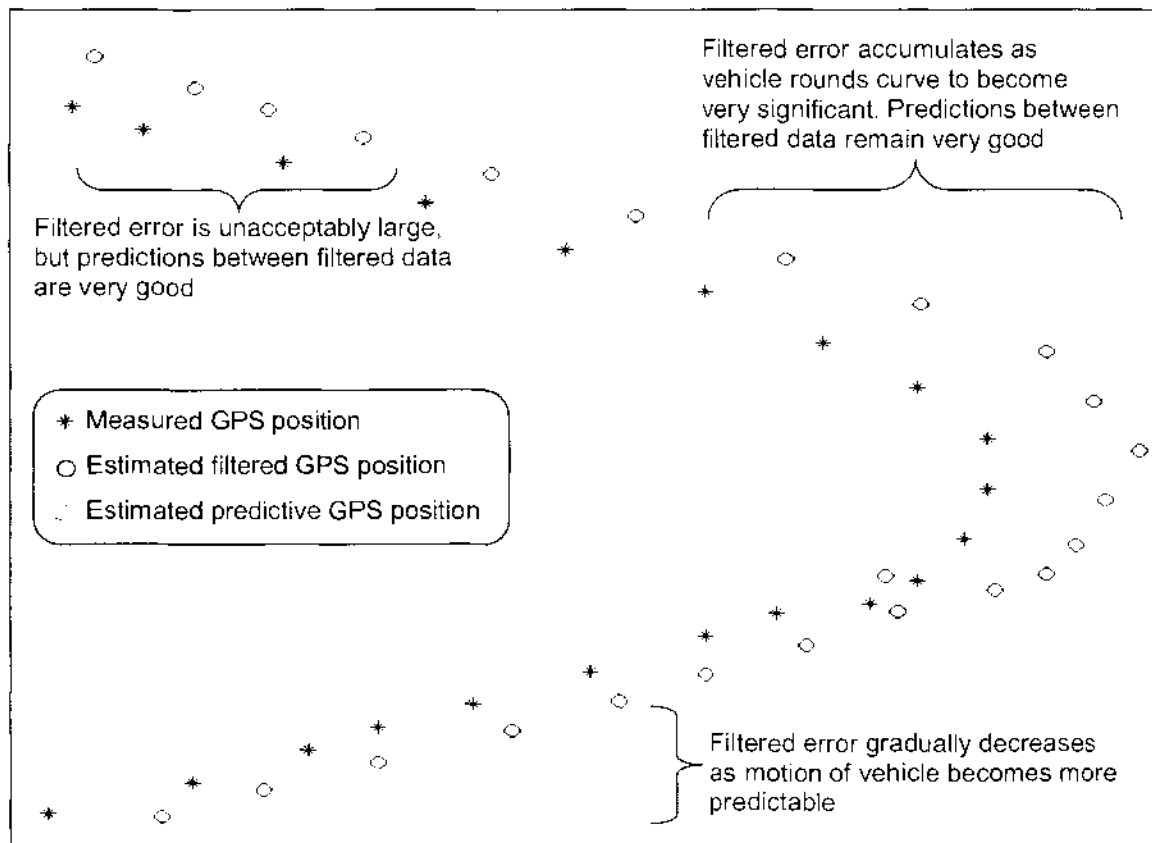 Filtered error accumulates as
vehicle rounds curve to become
very significant. Predictions between
filtered data remain very good
Filtered error is unacceptably large,
but predictions between filtered data
are very good
Measured GPS position
Estimated filtered GPS position
Estimated predictive GPS position
Filtered error gradually decreases
as motion of vehicle becomes more
predictable